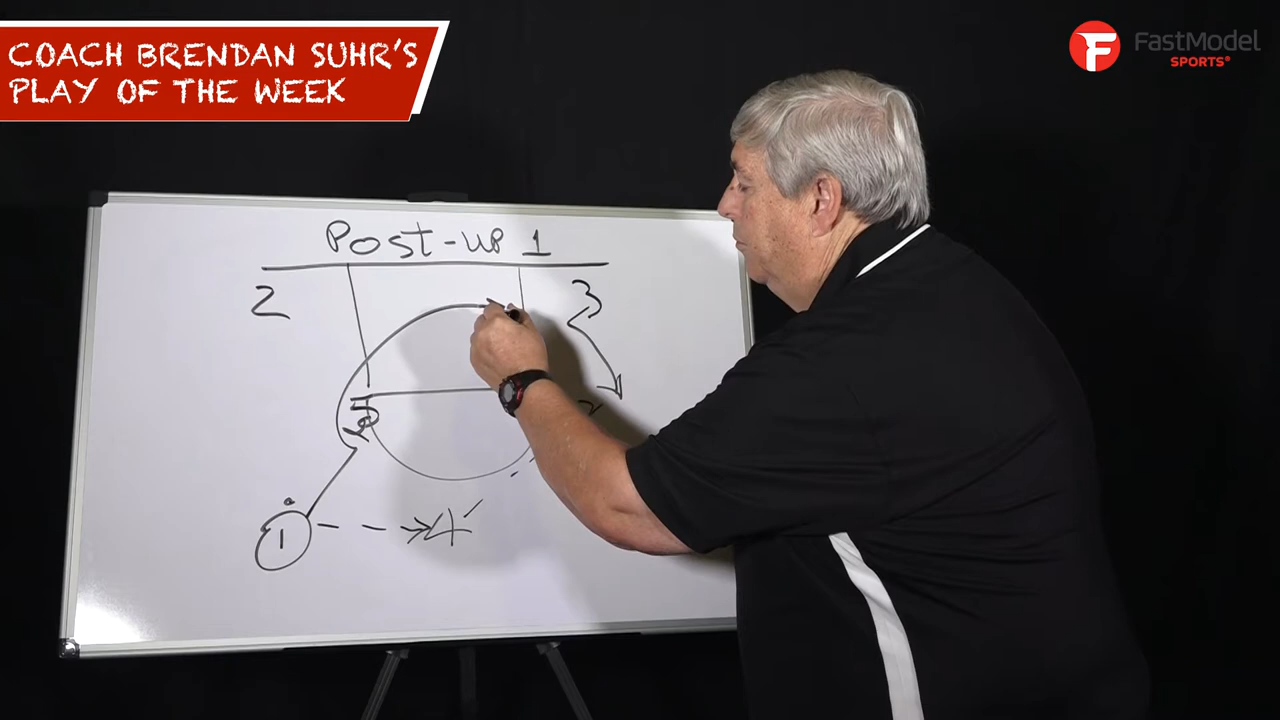 COACH BRENDAN SUHR'S
PLAY OF THE WEEK
F FastModel
SPORTS®
Post-up 1
2
3
5
1
4